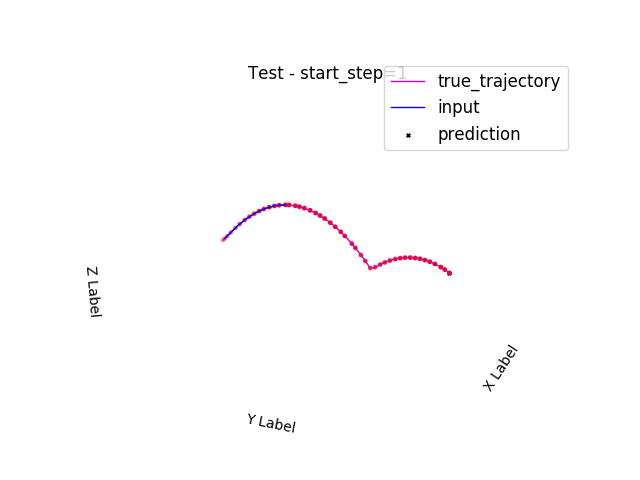 Test - start_step=1
true_trajectory
input
prediction
Z Label
X Label
Y Label